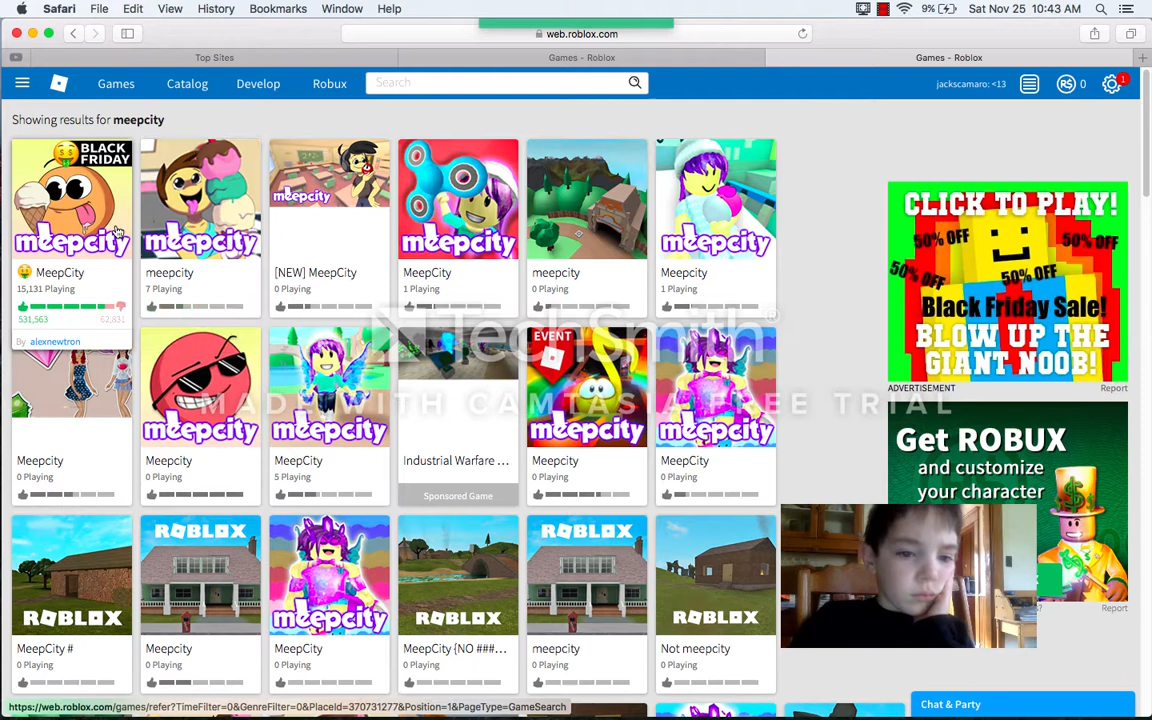 Safari File Edit View History Bookmarks Window Help
9% Sat Nov 25 10:43 AM
web.roblox.com
Top Sites
Games - Roblox
Games - Roblox
Games Catalog Develop Robux Search
jackscamaro: <13
R$ 0
1
Showing results for meepcity
BLACK FRIDAY
meepcity
meepcity
meepcity
meepcity
meepcity
MeepCity
meepcity
[NEW] MeepCity
MeepCity
meepcity
Meepcity
15,131 Playing
7 Playing
1 Playing
1 Playing
531,563 62,831
By alexnewtron
CLICK TO PLAY!
50% OFF
50% OFF
50% OFF
50% OFF
Black Friday Sale!
BLOW UP THE
GIANT NOOB!
ADVERTISEMENT Report
TechSmith®
MADE WITH CAMTASIA FREE TRIAL
EVENT
meepcity
meepcity
meepcity
meepcity
Meepcity
Meepcity
MeepCity
Industrial Warfare ...
Meepcity
MeepCity
0 Playing
0 Playing
5 Playing
Sponsored Game
0 Playing
0 Playing
Get ROBUX
and customize
your character
Report
ROBLOX
ROBLOX
meepcity
ROBLOX
ROBLOX
ROBLOX
MeepCity #
Meepcity
MeepCity
MeepCity {NO ###...
meepcity
Not meepcity
0 Playing
0 Playing
0 Playing
0 Playing
0 Playing
0 Playing
https://web.roblox.com/games/refer?TimeFilter=0&GenreFilter=0&PlaceId=370731277&Position=1&PageType=GameSearch
Chat & Party